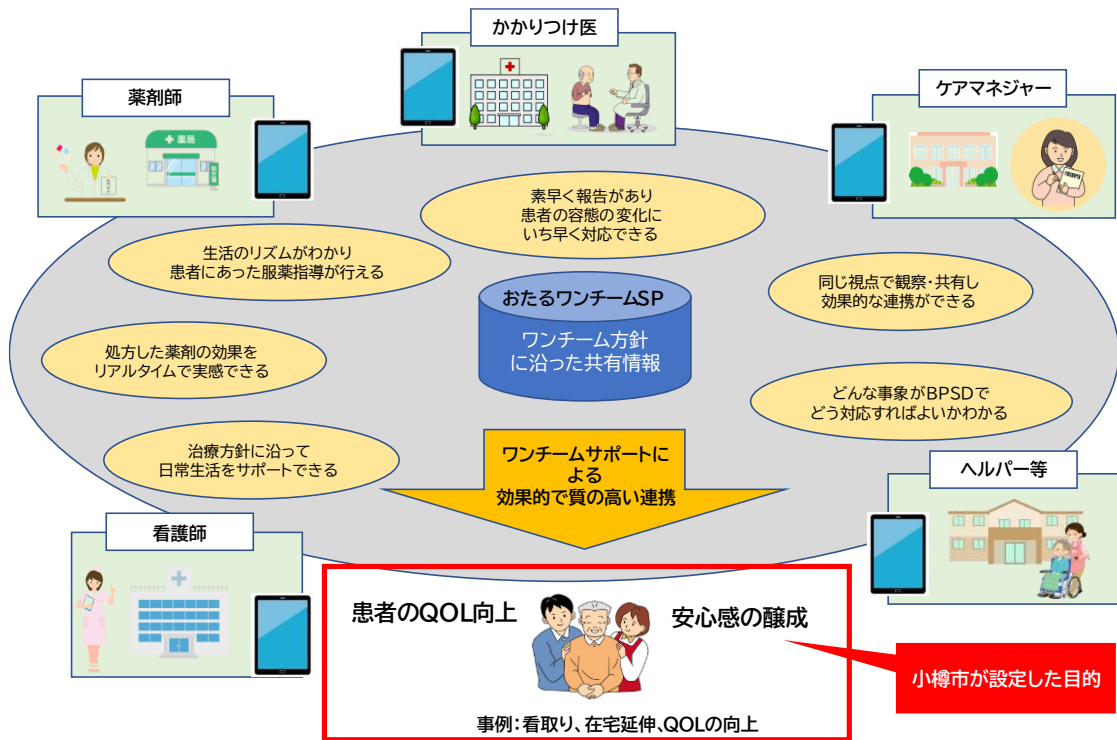 かかりつけ医
薬剤師
ケアマネジャー
薬局
素早く報告があり
患者の容態の変化に
いち早く対応できる
生活のリズムがわかり
患者にあった服薬指導が行える
同じ視点で観察・共有し
効果的な連携ができる
おたるワンチームSP
ワンチーム方針
に沿った共有情報
処方した薬剤の効果を
リアルタイムで実感できる
どんな事象がBPSDで
どう対応すればよいかわかる
治療方針に沿って
日常生活をサポートできる
ワンチームサポートに
よる
効果的で質の高い連携
ヘルパー等
看護師
患者のQOL向上
安心感の醸成
小樽市が設定した目的
事例：看取り、在宅延伸、QOLの向上